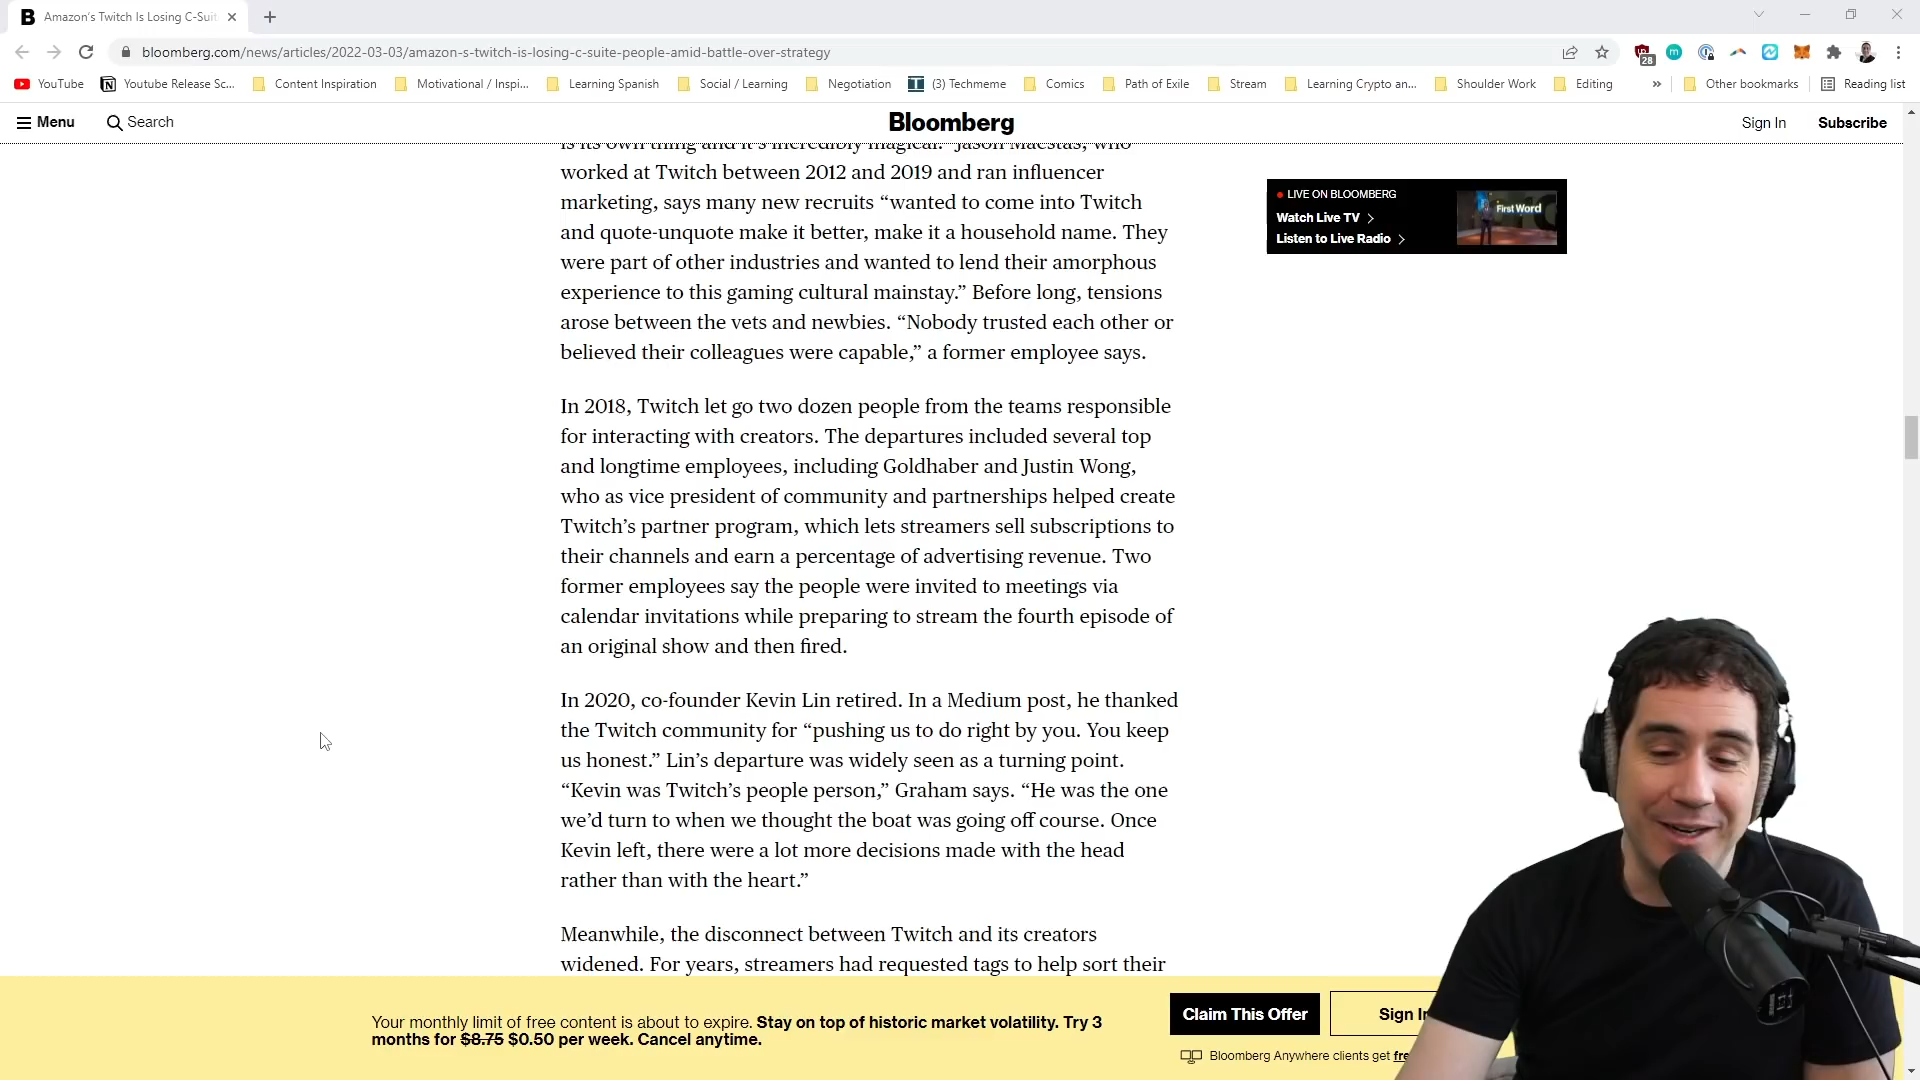 Amazon's Twitch Is Losing C-Suit
bloomberg.com/news/articles/2022-03-03/amazon-s-twitch-is-losing-c-suite-people-amid-battle-over-strategy
28
YouTube
Youtube Release Sc...
Content Inspiration
Motivational / Inspi...
Learning Spanish
Social / Learning
Negotiation
(3) Techmeme
Comics
Path of Exile
Stream
Learning Crypto an...
Shoulder Work
Editing
Other bookmarks
Reading list
Menu
Search
Bloomberg
Sign In
Subscribe
is its own thing and it's incredibly magical." Jason Maestas, who
worked at Twitch between 2012 and 2019 and ran influencer
marketing, says many new recruits “wanted to come into Twitch
and quote-unquote make it better, make it a household name. They
were part of other industries and wanted to lend their amorphous
experience to this gaming cultural mainstay.” Before long, tensions
arose between the vets and newbies. “Nobody trusted each other or
believed their colleagues were capable,” a former employee says.
In 2018, Twitch let go two dozen people from the teams responsible
for interacting with creators. The departures included several top
and longtime employees, including Goldhaber and Justin Wong,
who as vice president of community and partnerships helped create
Twitch’s partner program, which lets streamers sell subscriptions to
their channels and earn a percentage of advertising revenue. Two
former employees say the people were invited to meetings via
calendar invitations while preparing to stream the fourth episode of
an original show and then fired.
In 2020, co-founder Kevin Lin retired. In a Medium post, he thanked
the Twitch community for “pushing us to do right by you. You keep
us honest.” Lin’s departure was widely seen as a turning point.
“Kevin was Twitch’s people person,” Graham says. “He was the one
we’d turn to when we thought the boat was going off course. Once
Kevin left, there were a lot more decisions made with the head
rather than with the heart.”
Meanwhile, the disconnect between Twitch and its creators
widened. For years, streamers had requested tags to help sort their
LIVE ON BLOOMBERG
Watch Live TV
Listen to Live Radio
First Word
Your monthly limit of free content is about to expire. Stay on top of historic market volatility. Try 3
months for $8.75 $0.50 per week. Cancel anytime.
Claim This Offer
Sign In
Bloomberg Anywhere clients get fre